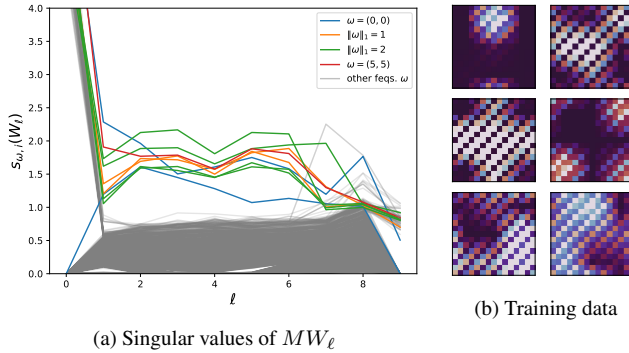 4.0
3.5
3.0
2.5
2.0
1.5
1.0
0.5
0.0
s_{ω,i}(W_ℓ)
ω = (0, 0)
‖ω‖₁ = 1
‖ω‖₁ = 2
ω = (5, 5)
other feqs. ω
0 2 4 6 8
ℓ
(a) Singular values of MW_ℓ
(b) Training data